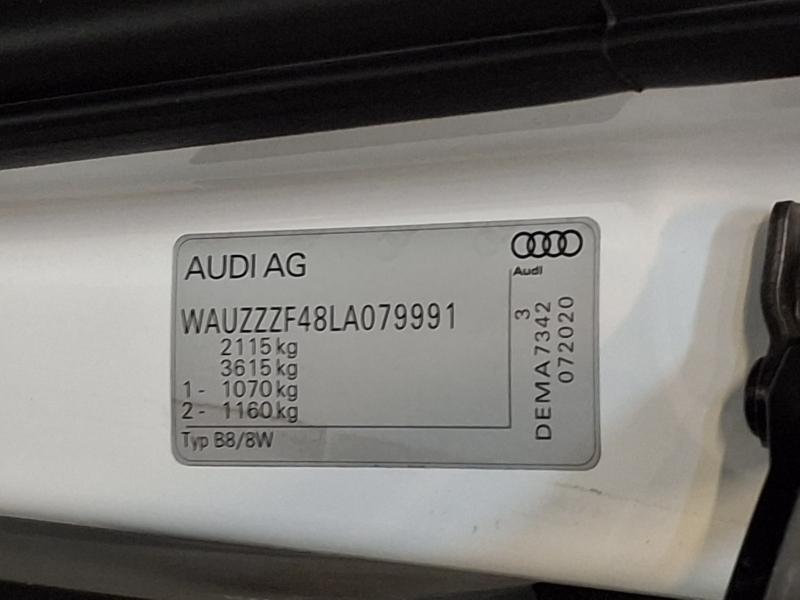 AUDI AG
Audi
WAUZZZF48LA079991
2115 kg
3615 kg
1 - 1070 kg
2 - 1160 kg
Typ B8/8W
3
DEMA7342
072020